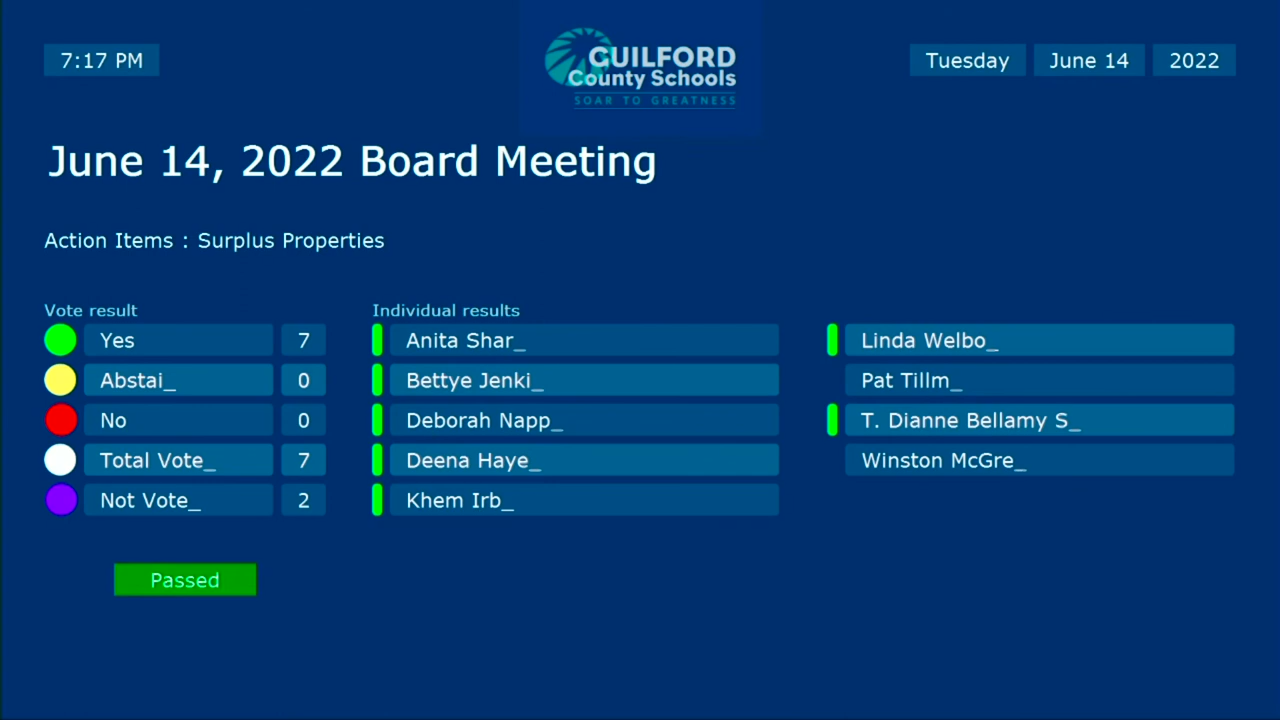 7:17 PM
GUILFORD
County Schools
SOAR TO GREATNESS
Tuesday June 14 2022
June 14, 2022 Board Meeting
Action Items : Surplus Properties
Vote result
Yes 7
Abstai_ 0
No 0
Total Vote_ 7
Not Vote_ 2
Passed
Individual results
Anita Shar_
Bettye Jenki_
Deborah Napp_
Deena Haye_
Khem Irb_
Linda Welbo_
Pat Tillm_
T. Dianne Bellamy S_
Winston McGre_